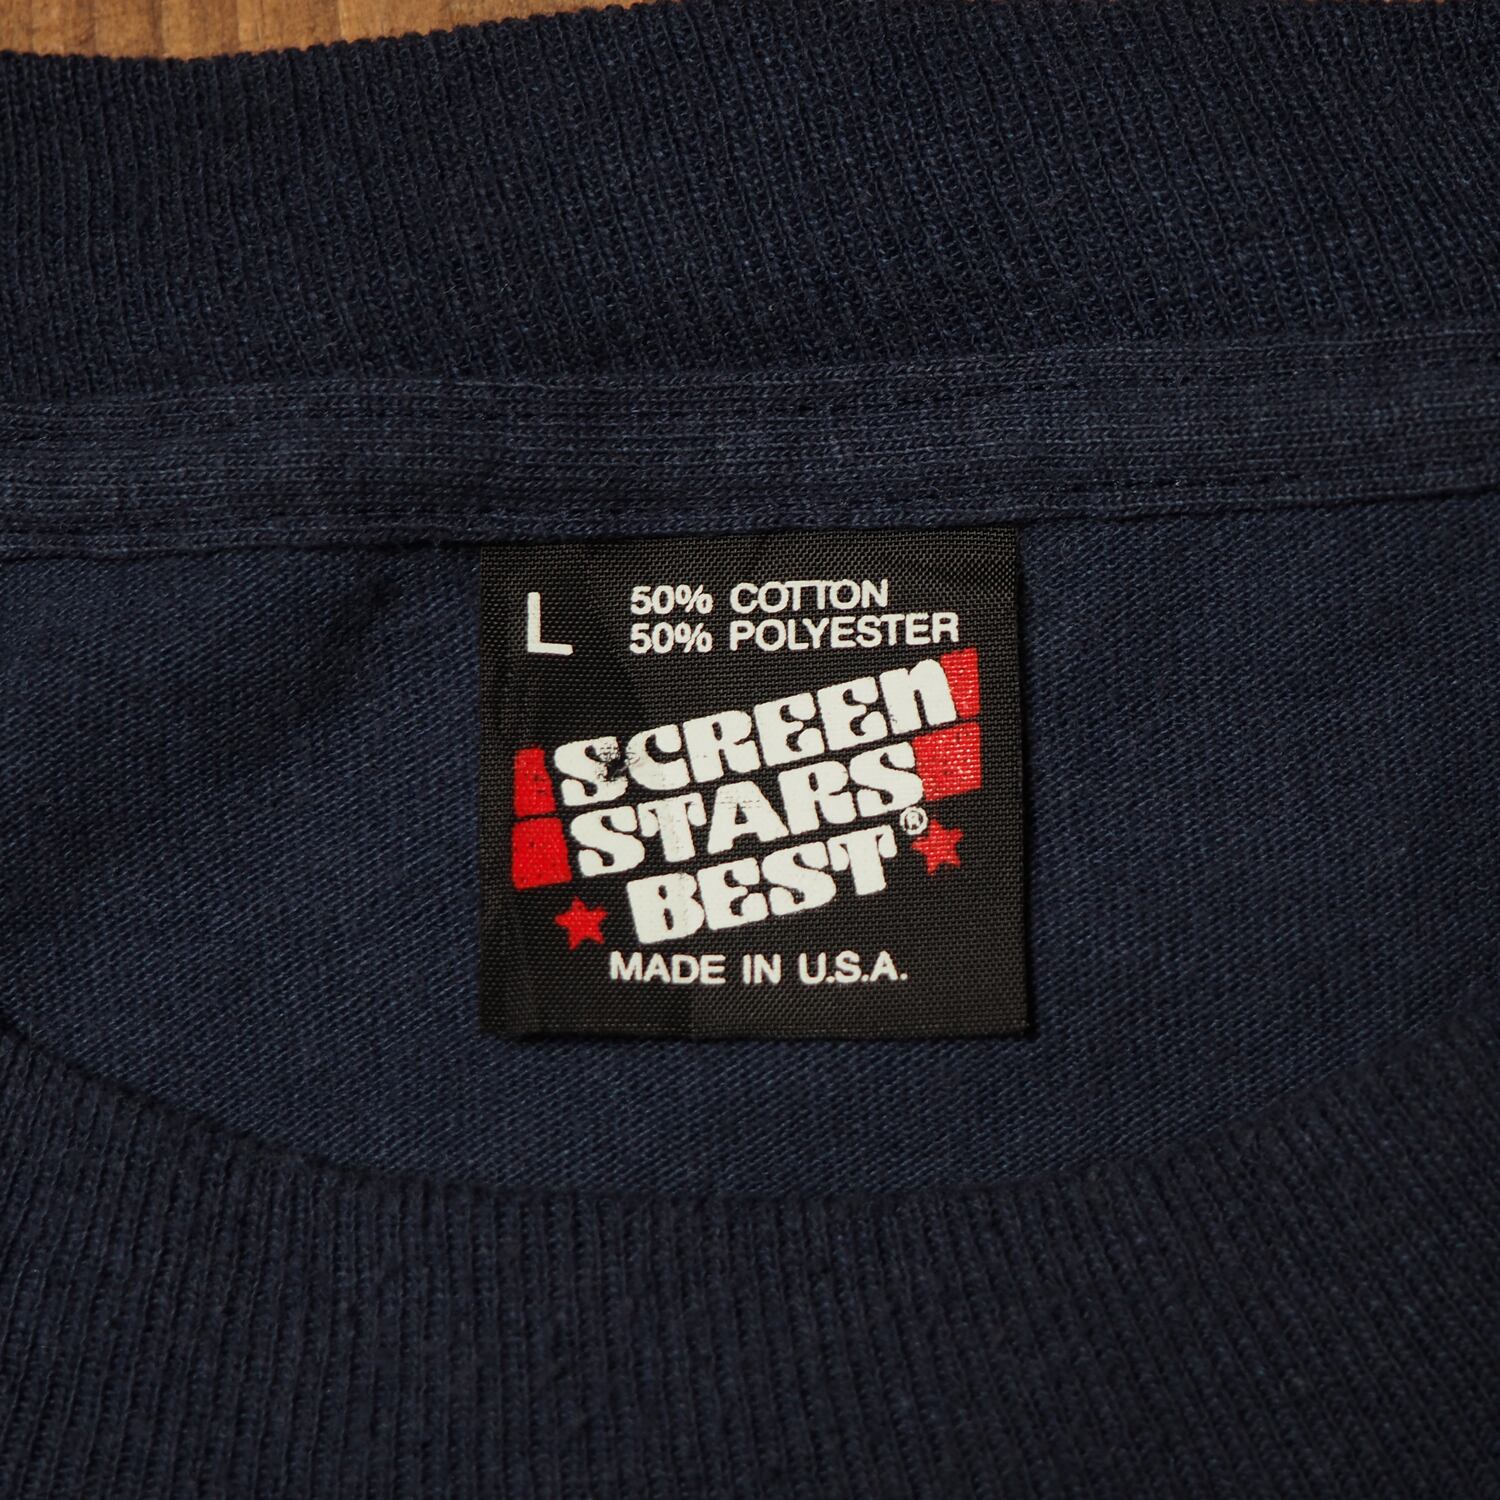 L
50% COTTON
50% POLYESTER
SCREEN
STARS
BEST®
MADE IN U.S.A.